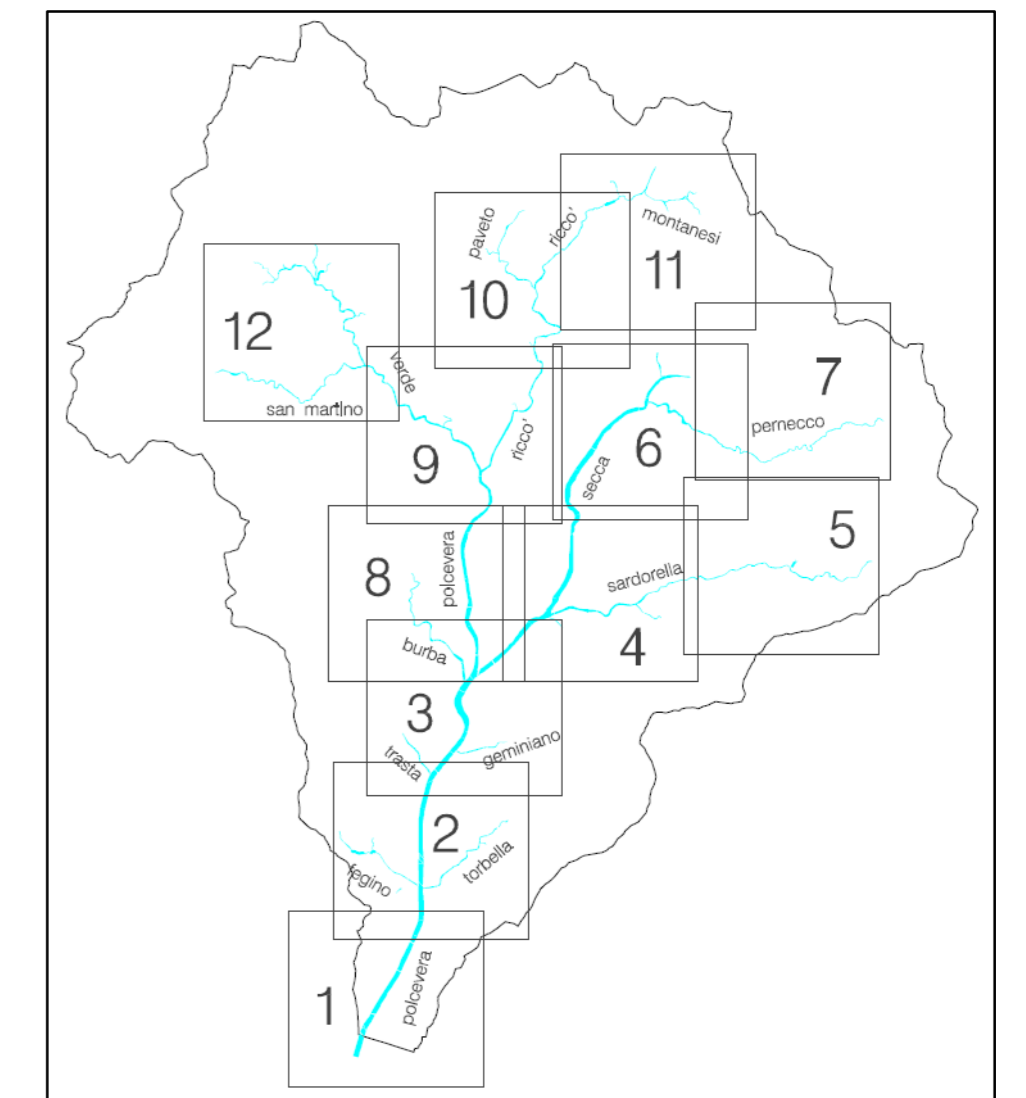 paveto
ricco'
montanesi
11
10
12
verde
7
san martino
pernecco
ricco'
6
9
secca
5
polcevera
8
sardorella
burba
4
3
geminiano
trasta
2
torbella
fegino
polcevera
1